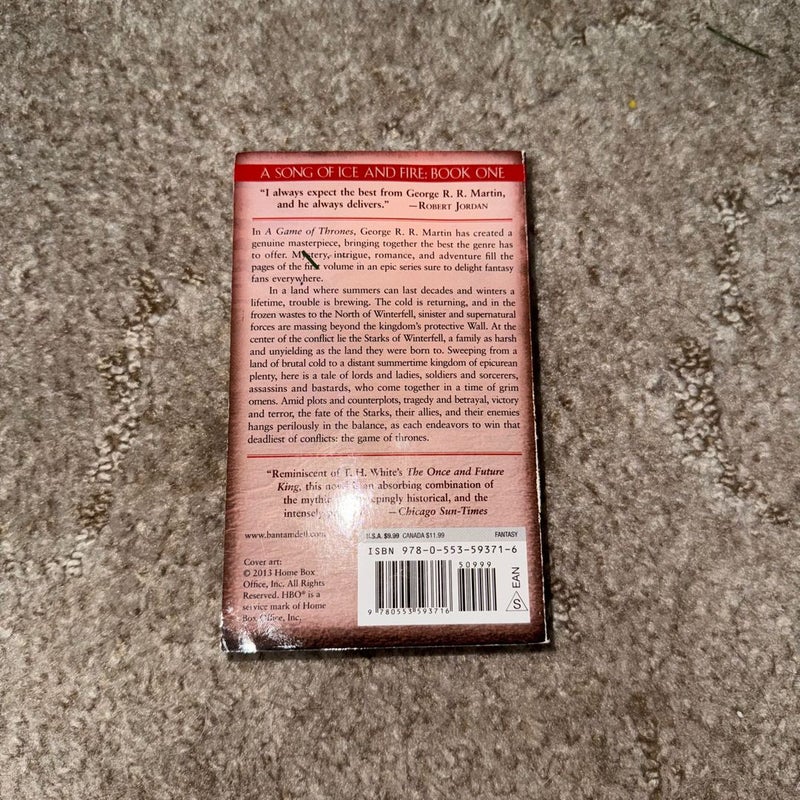 A SONG OF ICE AND FIRE: BOOK ONE
“I always expect the best from George R. R. Martin,
and he always delivers.” —ROBERT JORDAN
In A Game of Thrones, George R. R. Martin has created a
genuine masterpiece, bringing together the best the genre has
to offer. Mystery, intrigue, romance, and adventure fill the
pages of the first volume in an epic series sure to delight fantasy
fans everywhere.
In a land where summers can last decades and winters a
lifetime, trouble is brewing. The cold is returning, and in the
frozen wastes to the North of Winterfell, sinister and supernatural
forces are massing beyond the kingdom’s protective Wall. At the
center of the conflict lie the Starks of Winterfell, a family as harsh
and unyielding as the land they were born to. Sweeping from a
land of brutal cold to a distant summertime kingdom of epicurean
plenty, here is a tale of lords and ladies, soldiers and sorcerers,
assassins and bastards, who come together in a time of grim
omens. Amid plots and counterplots, tragedy and betrayal, victory
and terror, the fate of the Starks, their allies, and their enemies
hangs perilously in the balance, as each endeavors to win that
deadliest of conflicts: the game of thrones.
“Reminiscent of T. H. White’s The Once and Future
King, this novel is an absorbing combination of
the mythic, historical, and the
intensely —Chicago Sun-Times
www.bantamdell.com
U.S.A. $9.99 CANADA $11.99 FANTASY
ISBN 978-0-553-59371-6
50999
9 780553 593716
EAN
S
Cover art:
© 2013 Home Box
Office, Inc. All Rights
Reserved. HBO® is a
service mark of Home
Box Office, Inc.